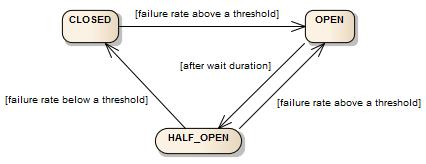 CLOSED
[failure rate above a threshold]
OPEN
[after wait duration]
[failure rate below a threshold]
[failure rate above a threshold]
HALF_OPEN